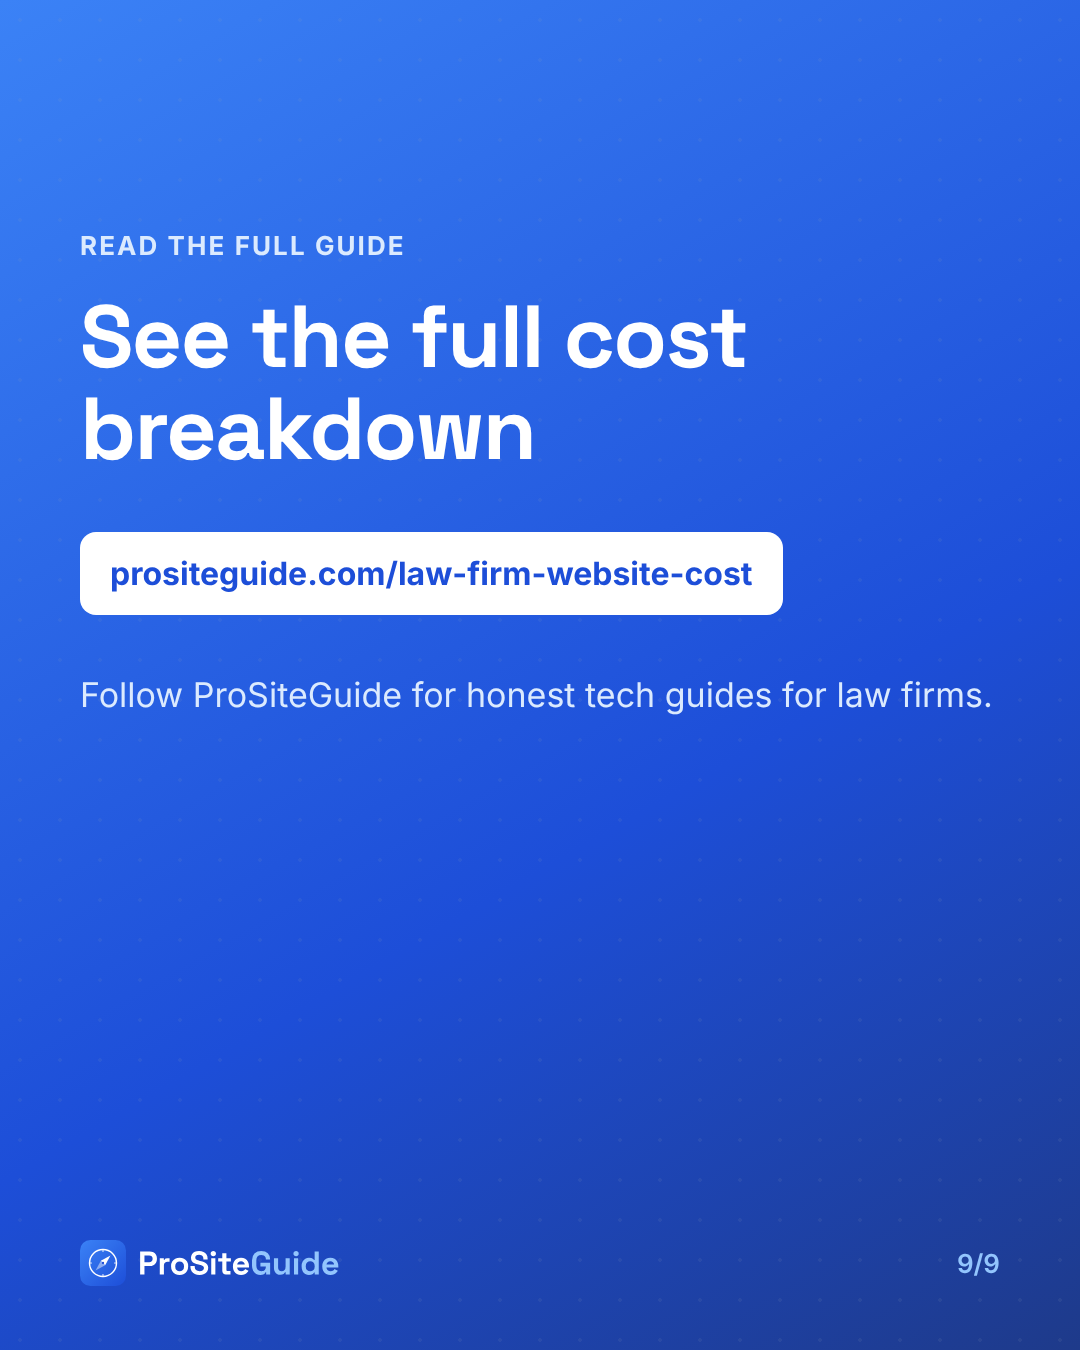 READ THE FULL GUIDE
See the full cost
breakdown
prositeguide.com/law-firm-website-cost
Follow ProSiteGuide for honest tech guides for law firms.
ProSiteGuide
9/9